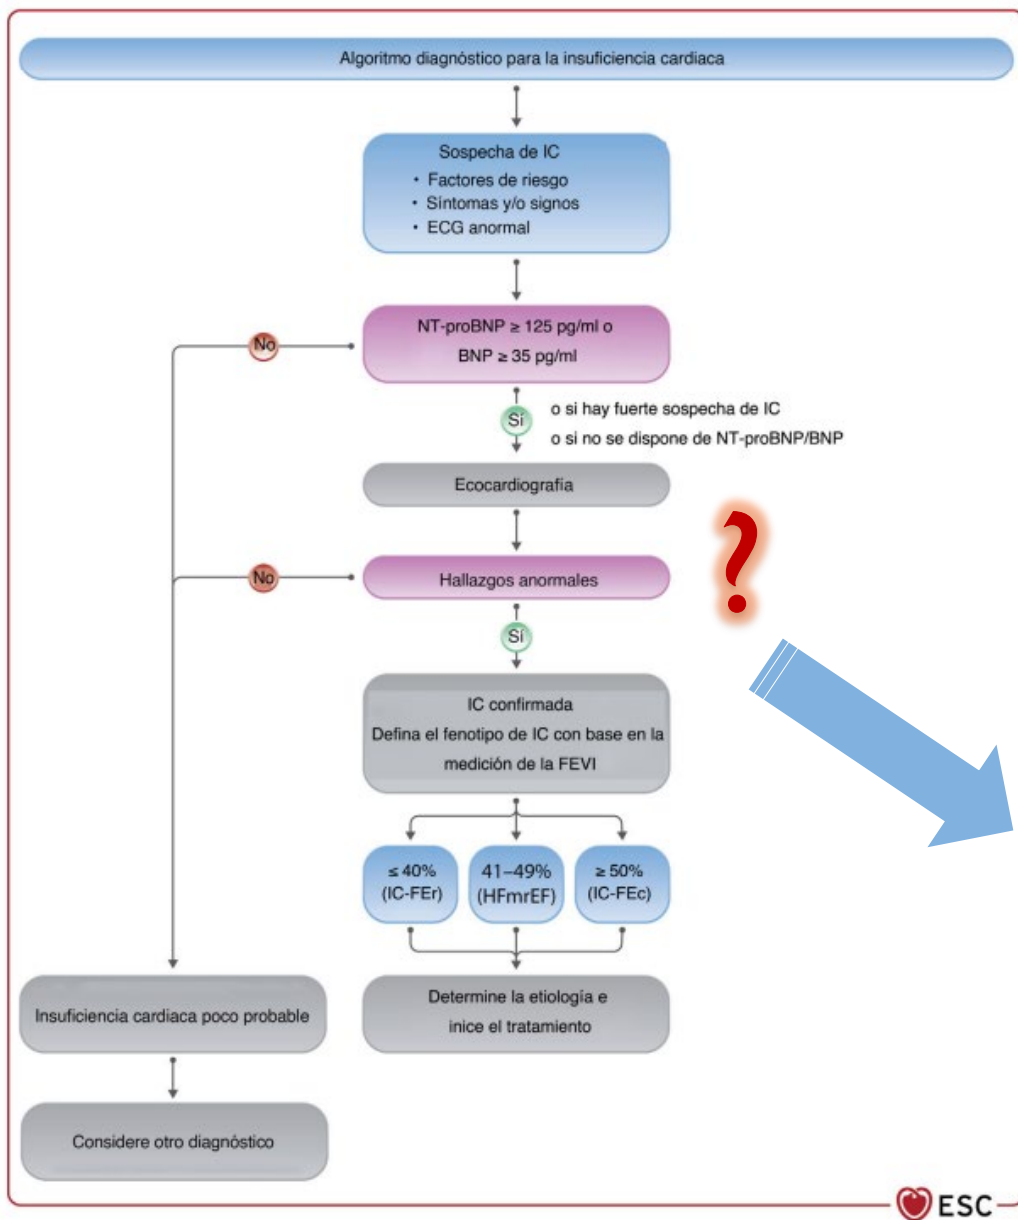 Algoritmo diagnóstico para la insuficiencia cardiaca
Sospecha de IC
• Factores de riesgo
• Síntomas y/o signos
• ECG anormal
NT-proBNP ≥ 125 pg/ml o
BNP ≥ 35 pg/ml
No
Sí
o si hay fuerte sospecha de IC
o si no se dispone de NT-proBNP/BNP
Ecocardiografía
?
Hallazgos anormales
No
Sí
IC confirmada
Defina el fenotipo de IC con base en la
medición de la FEVI
≤ 40%
(IC-FEr)
41–49%
(HFmrEF)
≥ 50%
(IC-FEc)
Insuficiencia cardiaca poco probable
Determine la etiología e
inice el tratamiento
Considere otro diagnóstico
ESC